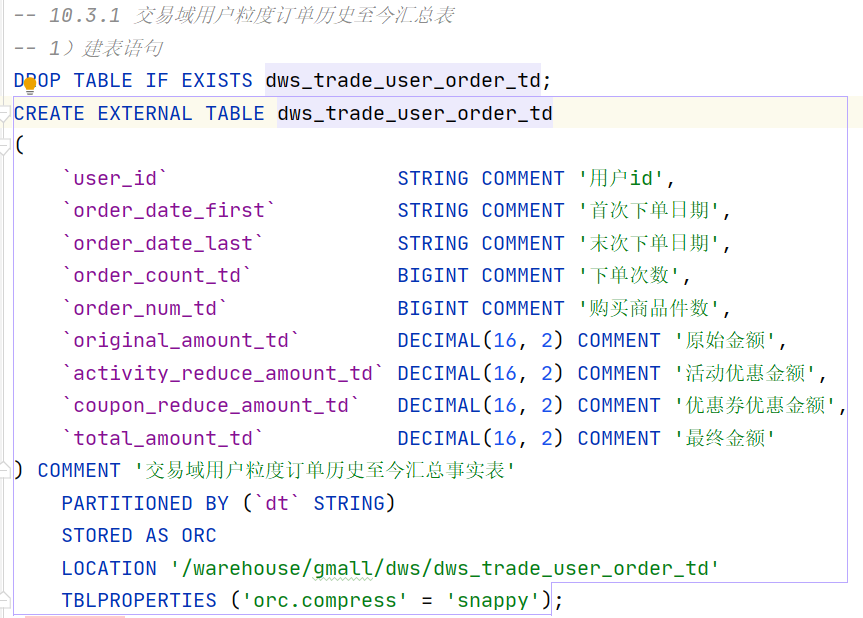 -- 10.3.1 交易域用户粒度订单历史至今汇总表
-- 1）建表语句
DROP TABLE IF EXISTS dws_trade_user_order_td;
CREATE EXTERNAL TABLE dws_trade_user_order_td
(
    `user_id`                   STRING COMMENT '用户id',
    `order_date_first`          STRING COMMENT '首次下单日期',
    `order_date_last`           STRING COMMENT '末次下单日期',
    `order_count_td`            BIGINT COMMENT '下单次数',
    `order_num_td`              BIGINT COMMENT '购买商品件数',
    `original_amount_td`        DECIMAL(16, 2) COMMENT '原始金额',
    `activity_reduce_amount_td` DECIMAL(16, 2) COMMENT '活动优惠金额',
    `coupon_reduce_amount_td`   DECIMAL(16, 2) COMMENT '优惠券优惠金额',
    `total_amount_td`           DECIMAL(16, 2) COMMENT '最终金额'
) COMMENT '交易域用户粒度订单历史至今汇总事实表'
    PARTITIONED BY (`dt` STRING)
    STORED AS ORC
    LOCATION '/warehouse/gmall/dws/dws_trade_user_order_td'
    TBLPROPERTIES ('orc.compress' = 'snappy');